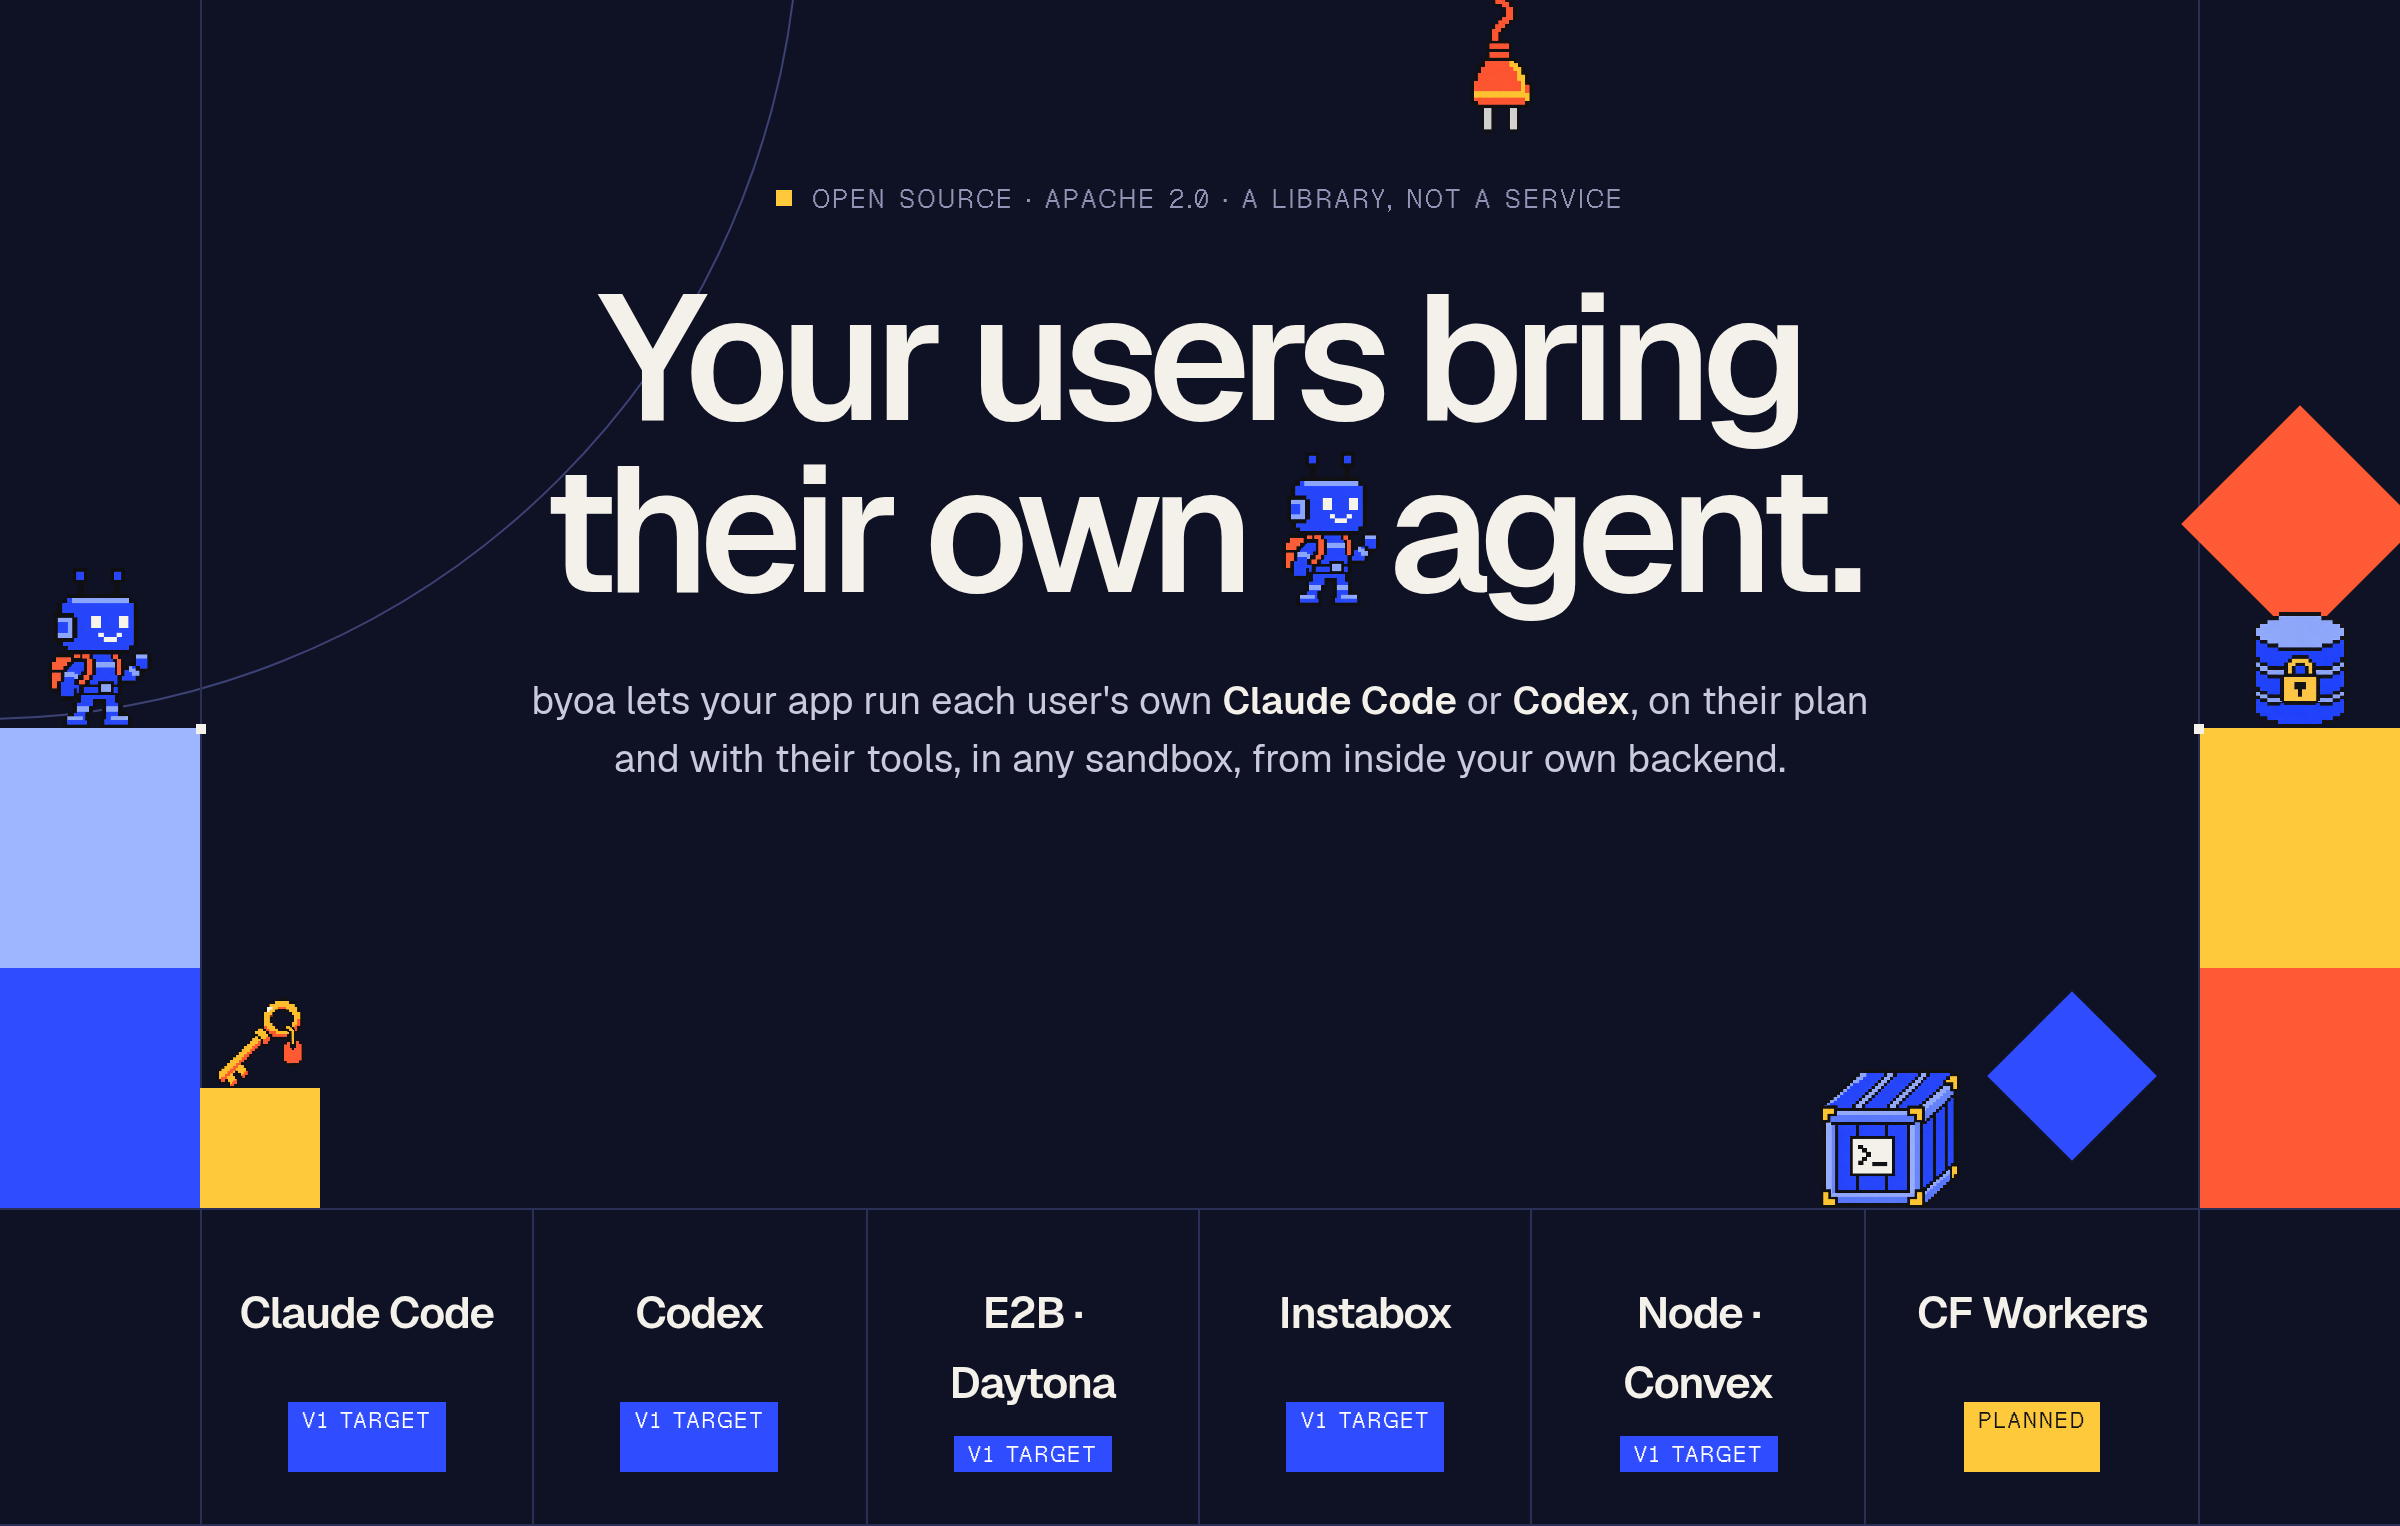 OPEN SOURCE · APACHE 2.0 · A LIBRARY, NOT A SERVICE
Your users bring
their own agent.
byoa lets your app run each user's own Claude Code or Codex, on their plan
and with their tools, in any sandbox, from inside your own backend.
>_
Claude Code
V1 TARGET
Codex
V1 TARGET
E2B ·
Daytona
V1 TARGET
Instabox
V1 TARGET
Node ·
Convex
V1 TARGET
CF Workers
PLANNED